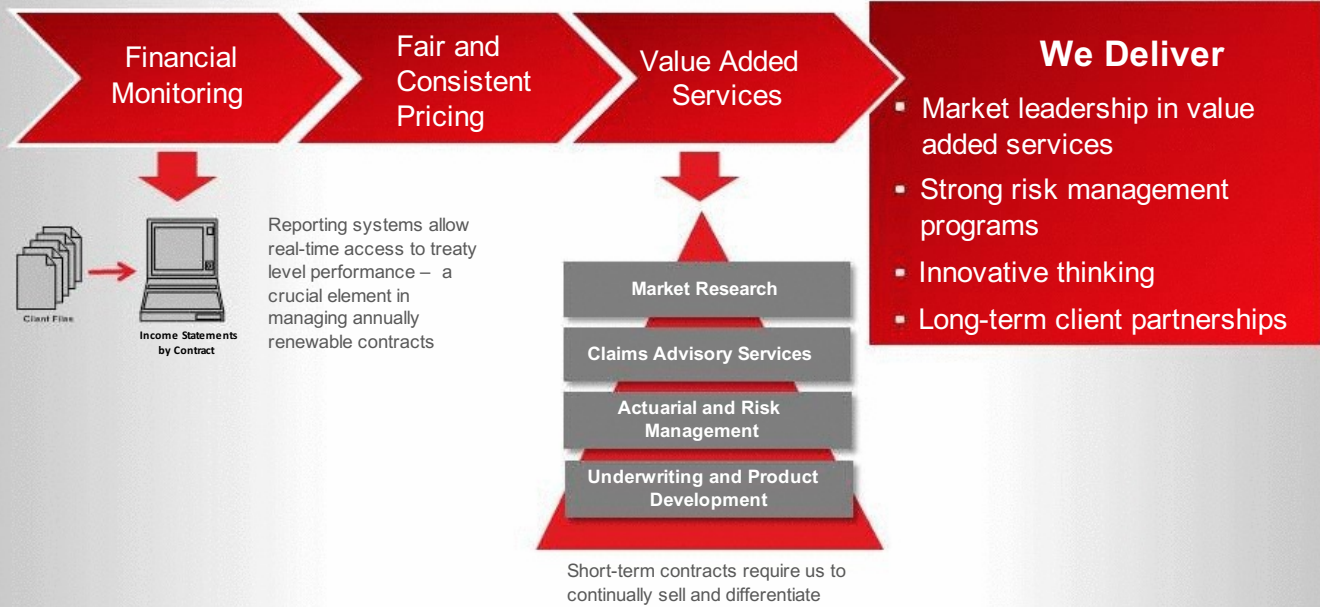 Financial
Monitoring
Fair and
Consistent
Pricing
Value Added
Services
We Deliver
▪ Market leadership in value
added services
▪ Strong risk management
programs
▪ Innovative thinking
▪ Long-term client partnerships
Client Files
Income Statements
by Contract
Reporting systems allow
real-time access to treaty
level performance – a
crucial element in
managing annually
renewable contracts
Market Research
Claims Advisory Services
Actuarial and Risk
Management
Underwriting and Product
Development
Short-term contracts require us to
continually sell and differentiate